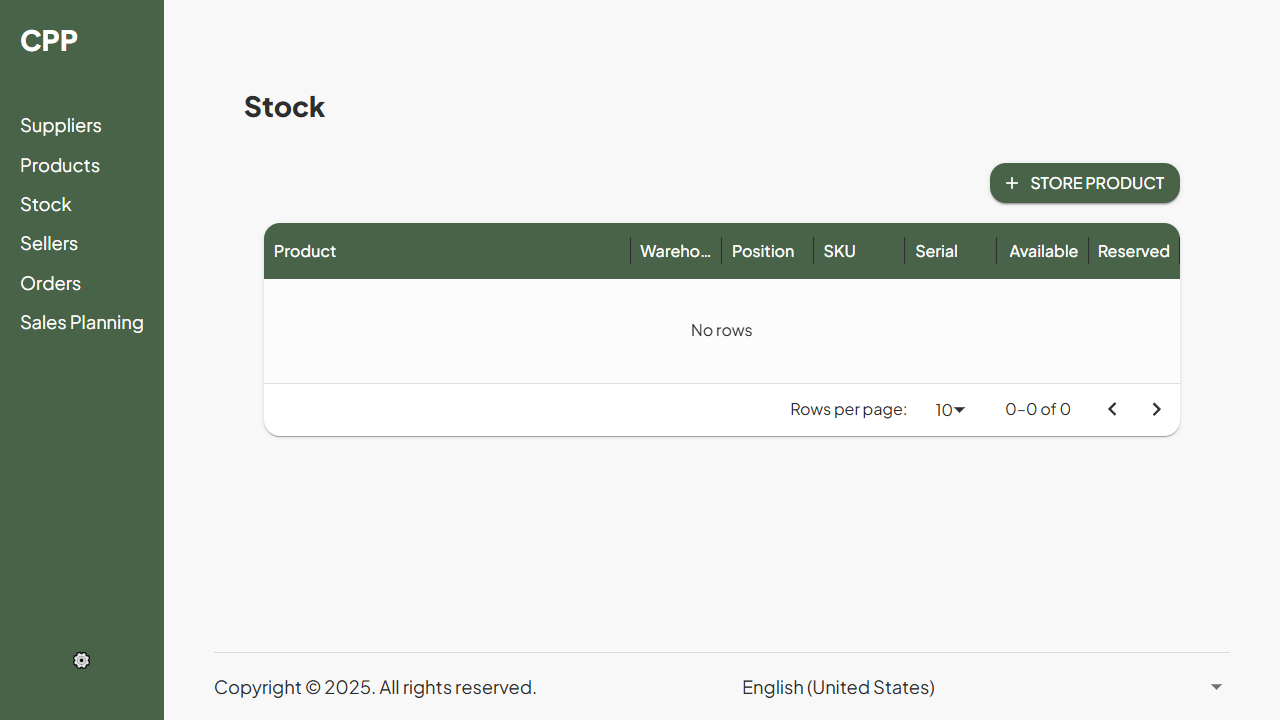 CPP
Suppliers
Products
Stock
Sellers
Orders
Sales Planning
Stock
+ STORE PRODUCT
Product Wareho... Position SKU Serial Available Reserved
No rows
Rows per page: 10 0–0 of 0
Copyright © 2025. All rights reserved. English (United States)